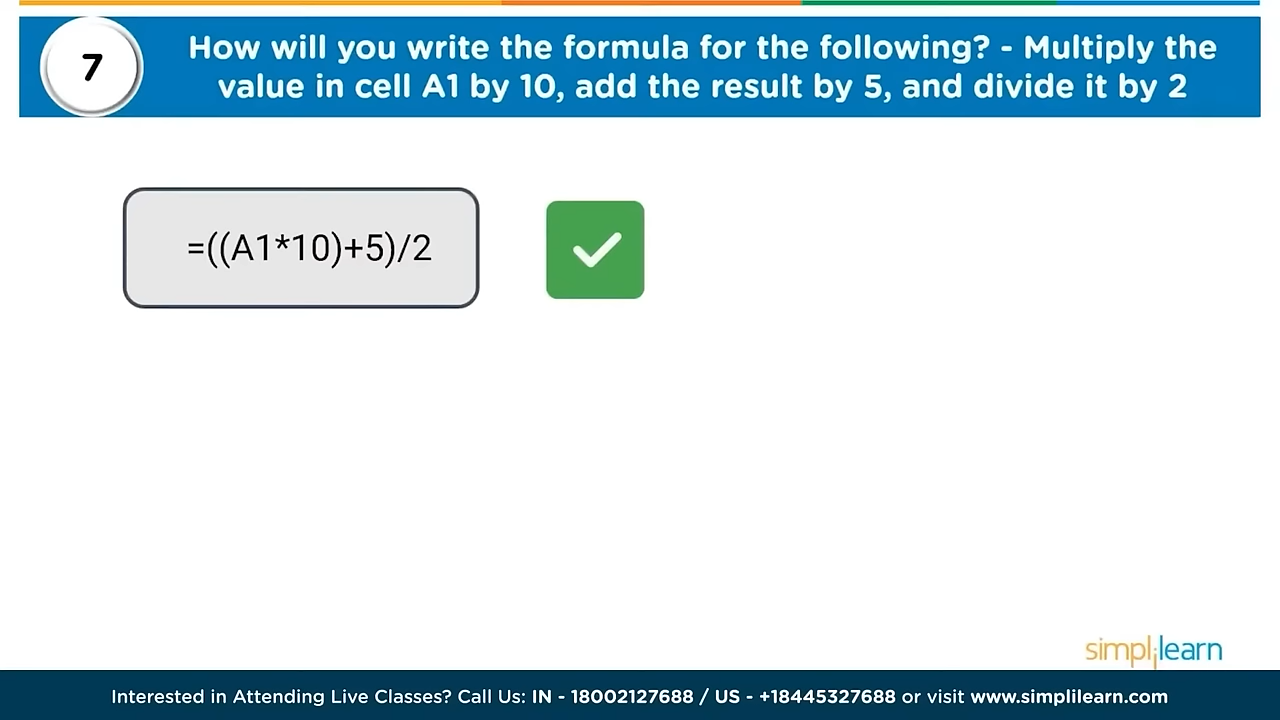 7
How will you write the formula for the following? - Multiply the
value in cell A1 by 10, add the result by 5, and divide it by 2
=((A1*10)+5)/2
simplilearn
Interested in Attending Live Classes? Call Us: IN - 18002127688 / US - +18445327688 or visit www.simplilearn.com